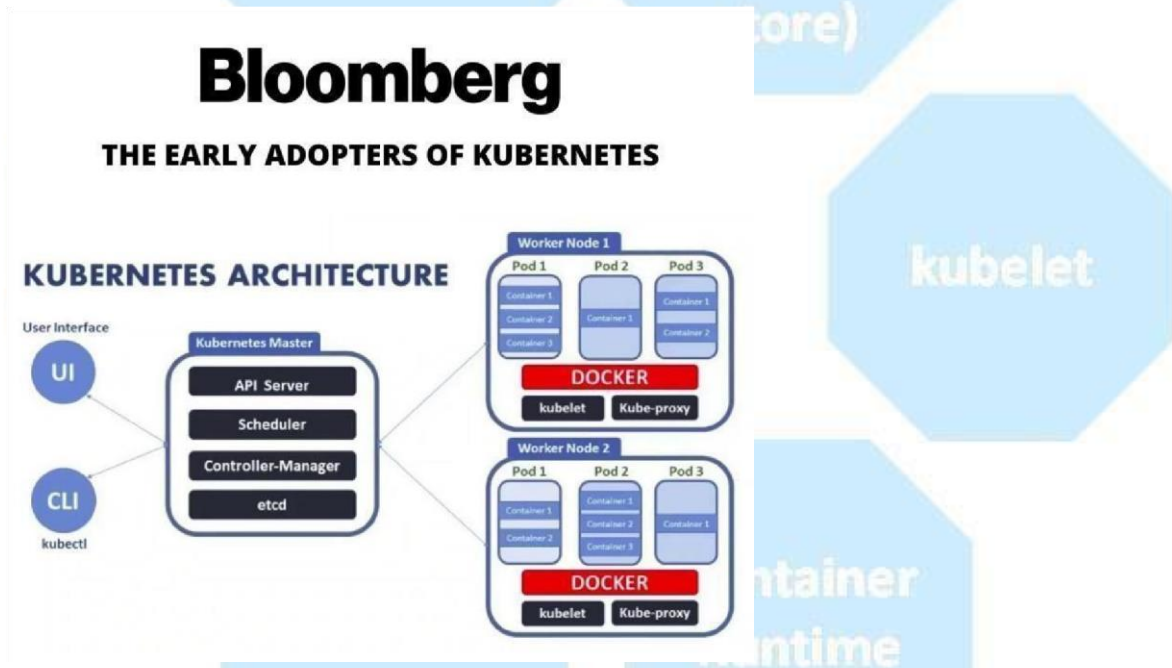 Bloomberg
THE EARLY ADOPTERS OF KUBERNETES
KUBERNETES ARCHITECTURE
User Interface
UI
CLI
kubectl
Kubernetes Master
API Server
Scheduler
Controller-Manager
etcd
Worker Node 1
Pod 1 Pod 2 Pod 3
Container 1
Container 2
Container 3
Container 1
Container 1
Container 2
DOCKER
kubelet Kube-proxy
Worker Node 2
Pod 1 Pod 2 Pod 3
Container 1
Container 2
Container 1
Container 2
Container 3
Container 1
DOCKER
kubelet Kube-proxy
kubelet